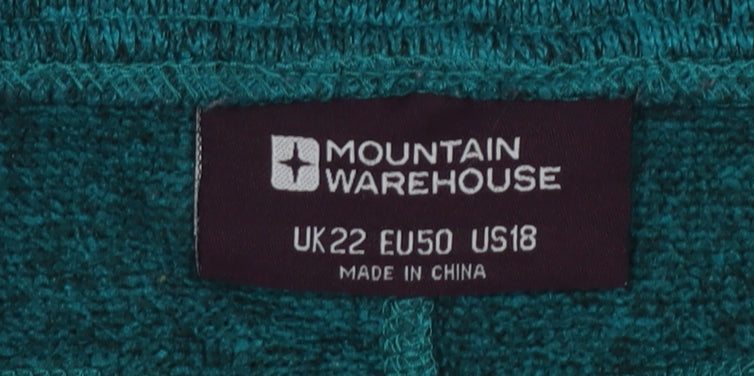 MOUNTAIN
WAREHOUSE
UK22 EU50 US18
MADE IN CHINA